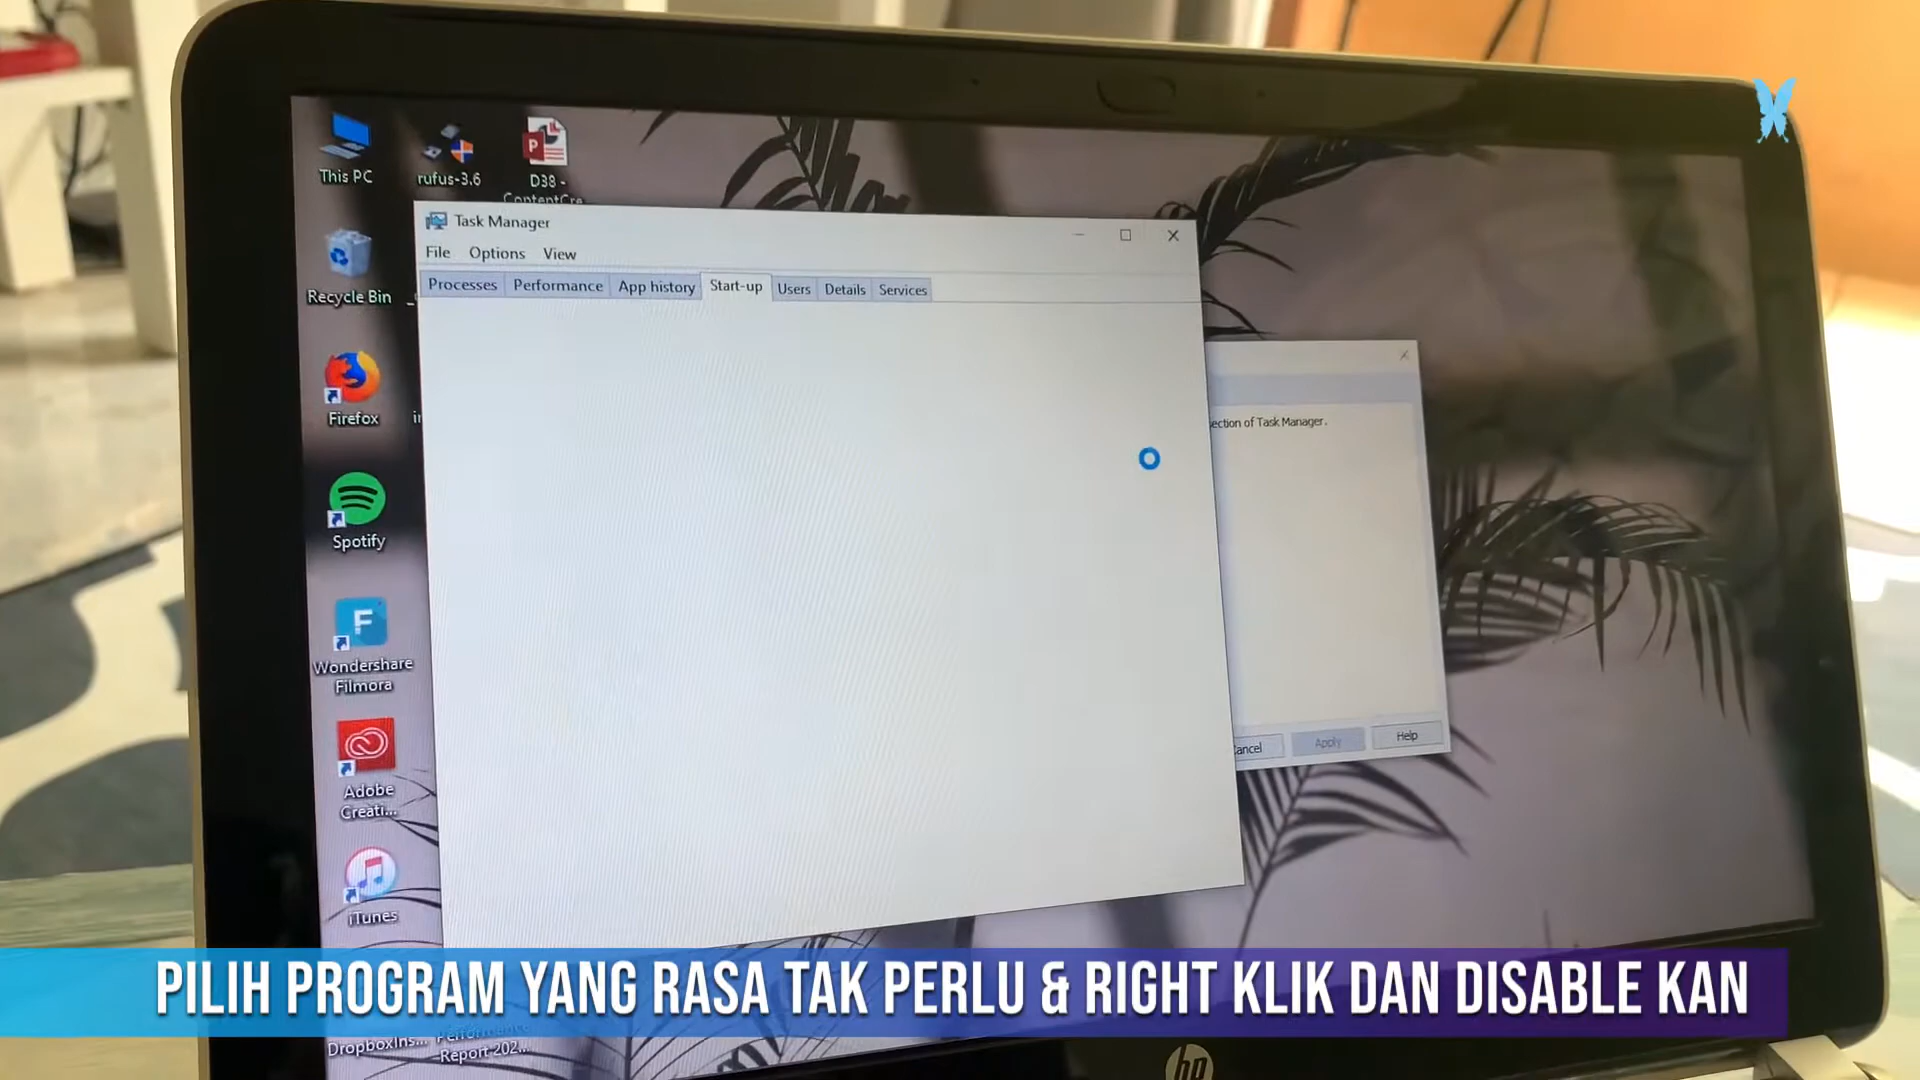 This PC
rufus-3.6
D38 -
ContentCre
Task Manager
File Options View
Processes Performance App history Start-up Users Details Services
Recycle Bin
Firefox
ection of Task Manager.
Spotify
Wondershare
Filmora
ancel Apply Help
Adobe
Creati...
iTunes
PILIH PROGRAM YANG RASA TAK PERLU & RIGHT KLIK DAN DISABLE KAN
DropboxIns...
Performance
Report 202...
hp